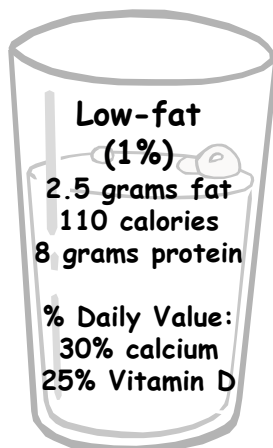 Low-fat
(1%)
2.5 grams fat
110 calories
8 grams protein
% Daily Value:
30% calcium
25% Vitamin D